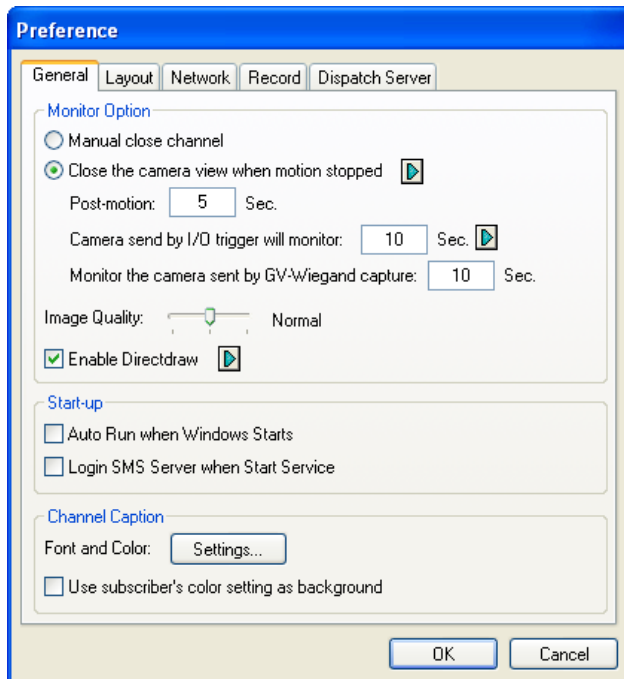 Preference
General Layout Network Record Dispatch Server
Monitor Option
Manual close channel
Close the camera view when motion stopped
Post-motion: 5 Sec.
Camera send by I/O trigger will monitor: 10 Sec.
Monitor the camera sent by GV-Wiegand capture: 10 Sec.
Image Quality: Normal
Enable Directdraw
Start-up
Auto Run when Windows Starts
Login SMS Server when Start Service
Channel Caption
Font and Color: Settings...
Use subscriber's color setting as background
OK Cancel